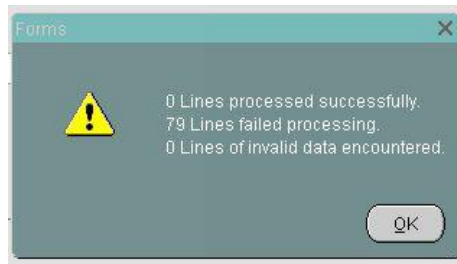 Forms
0 Lines processed successfully.
79 Lines failed processing.
0 Lines of invalid data encountered.
OK